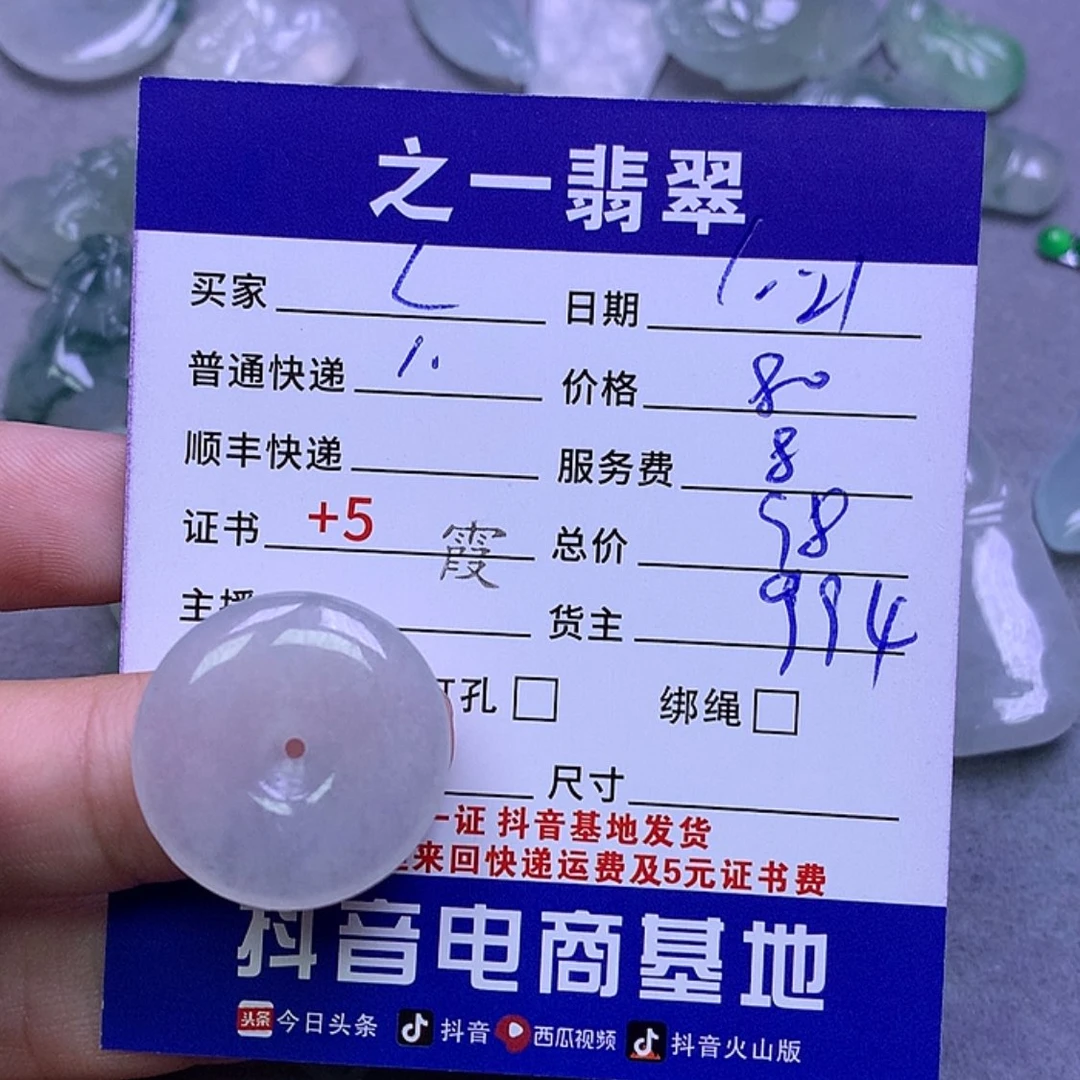 之一翡翠
买家 日期 1.21
普通快递 价格 80
顺丰快递 服务费 8
证书 +5 霞 总价 98
主播 货主 994
打孔 绑绳
尺寸
一证 抖音基地发货
来回快递运费及5元证书费
抖音电商基地
头条 今日头条 抖音 西瓜视频 抖音火山版